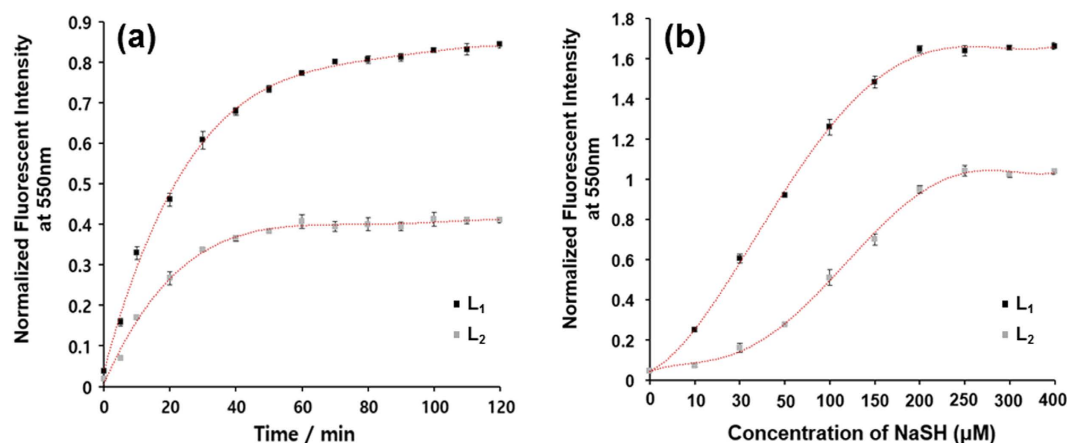 (a)
Normalized Fluorescent Intensity
at 550nm
0.9
0.8
0.7
0.6
0.5
0.4
0.3
0.2
0.1
0
0 20 40 60 80 100 120
Time / min
L₁
L₂
(b)
Normalized Fluorescent Intensity
at 550nm
1.8
1.6
1.4
1.2
1
0.8
0.6
0.4
0.2
0
0 10 30 50 100 150 200 250 300 400
Concentration of NaSH (µM)
L₁
L₂